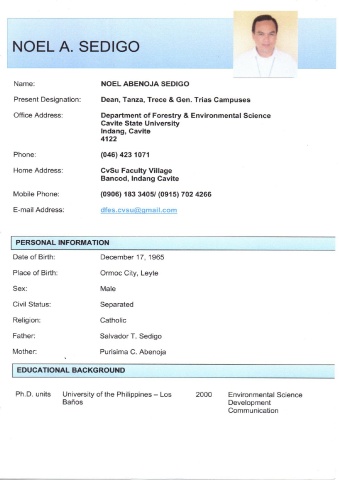 NOEL A. SEDIGO
Name: NOEL ABENOJA SEDIGO
Present Designation: Dean, Tanza, Trece & Gen. Trias Campuses
Office Address: Department of Forestry & Environmental Science
Cavite State University
Indang, Cavite
4122
Phone: (046) 423 1071
Home Address: CvSu Faculty Village
Bancod, Indang Cavite
Mobile Phone: (0906) 183 3405/ (0915) 702 4266
E-mail Address: dfes.cvsu@gmail.com
PERSONAL INFORMATION
Date of Birth: December 17, 1965
Place of Birth: Ormoc City, Leyte
Sex: Male
Civil Status: Separated
Religion: Catholic
Father: Salvador T. Sedigo
Mother: Purisima C. Abenoja
EDUCATIONAL BACKGROUND
Ph.D. units University of the Philippines – Los 2000 Environmental Science
Baños Development
Communication